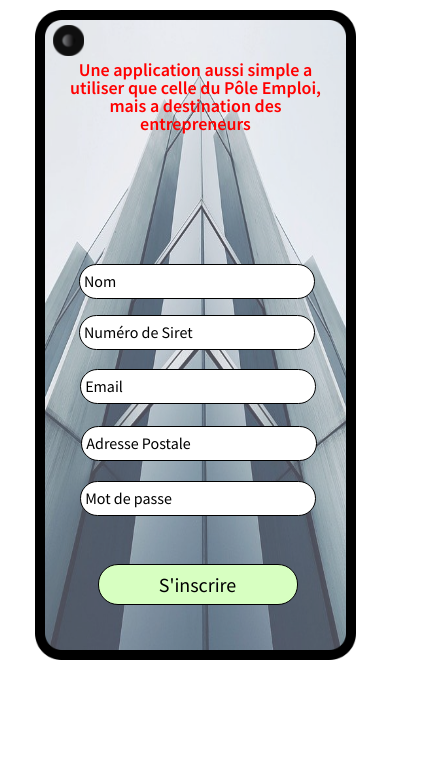 Une application aussi simple a
utiliser que celle du Pôle Emploi,
mais a destination des
entrepreneurs
Nom
Numéro de Siret
Email
Adresse Postale
Mot de passe
S'inscrire